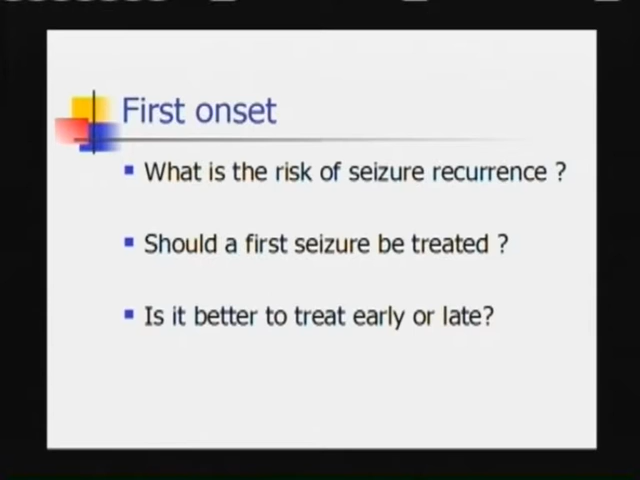 First onset
What is the risk of seizure recurrence ?
Should a first seizure be treated ?
Is it better to treat early or late?